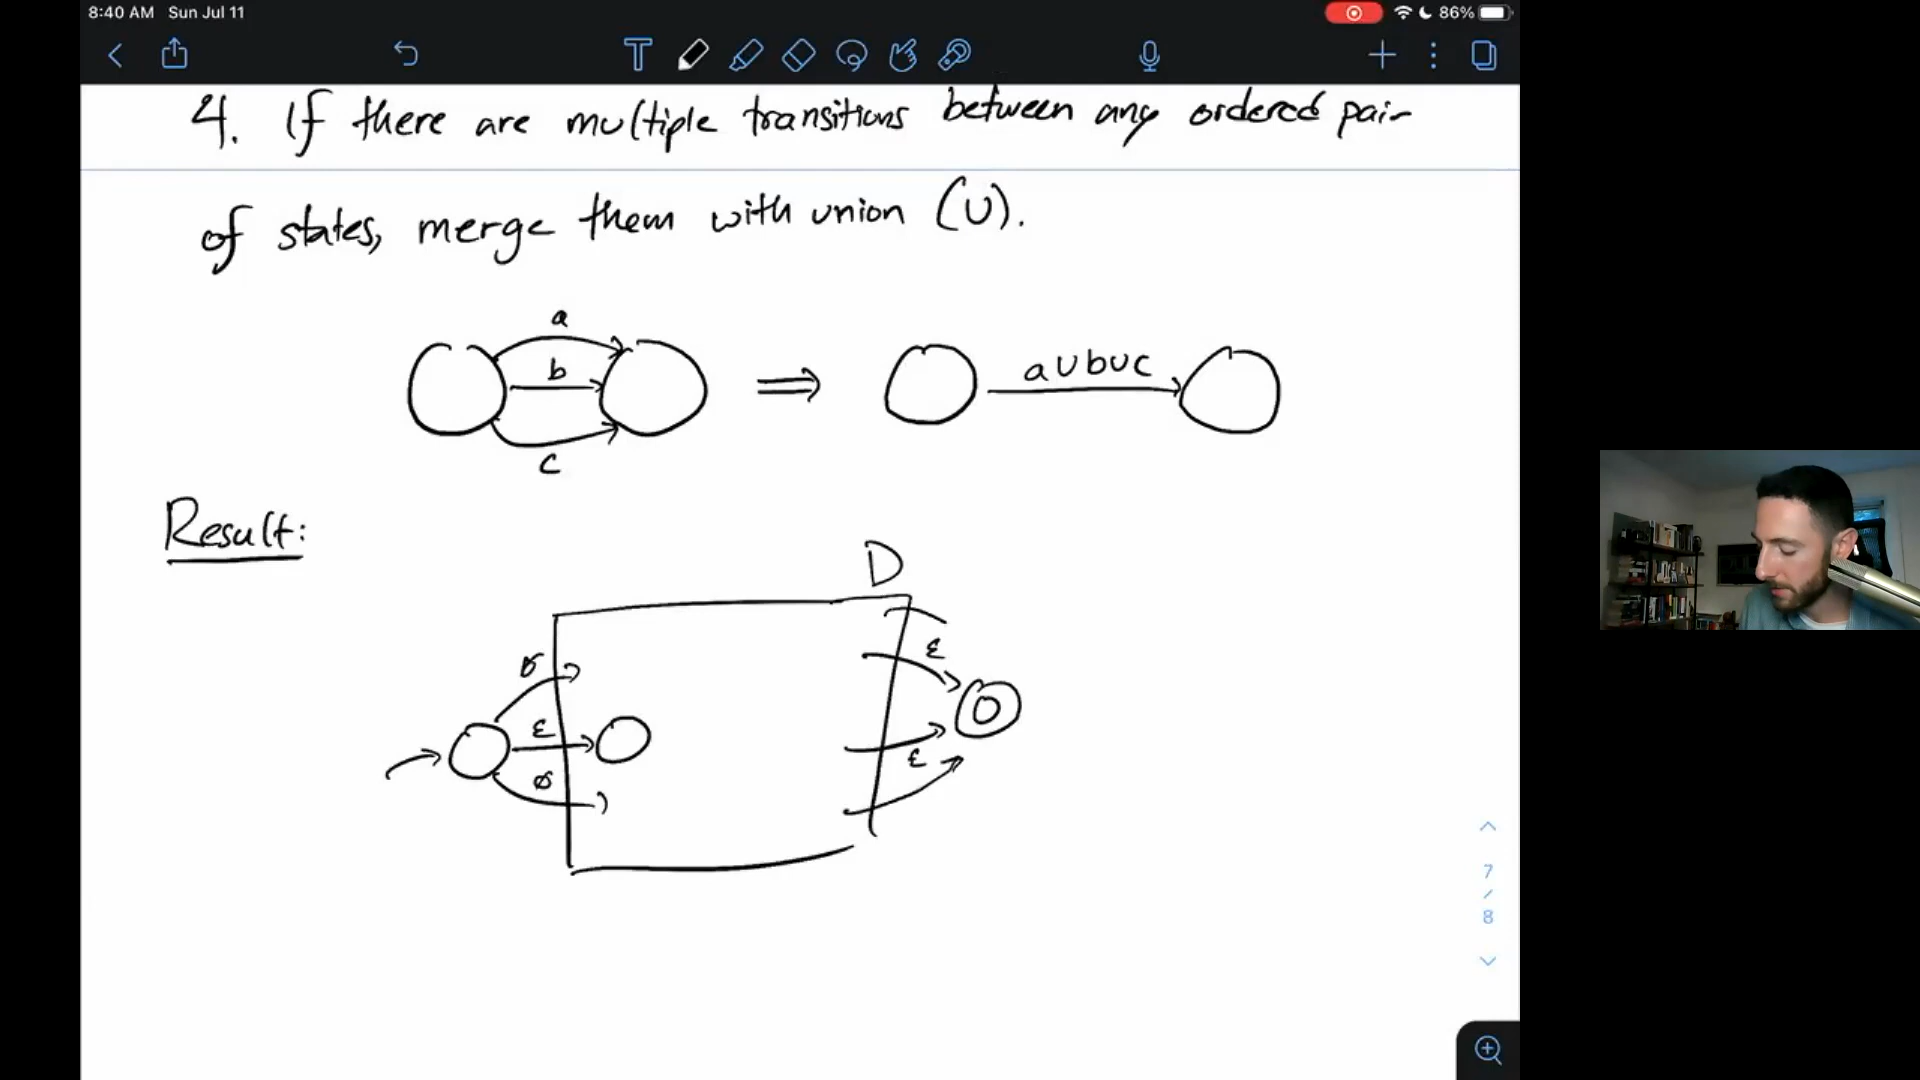 8:40 AM Sun Jul 11
86%
4. If there are multiple transitions between any ordered pair
of states, merge them with union (∪).
a
b
c
⇒
a∪b∪c
Result:
D
ø
ε
ø
ε
ε
7
/
8